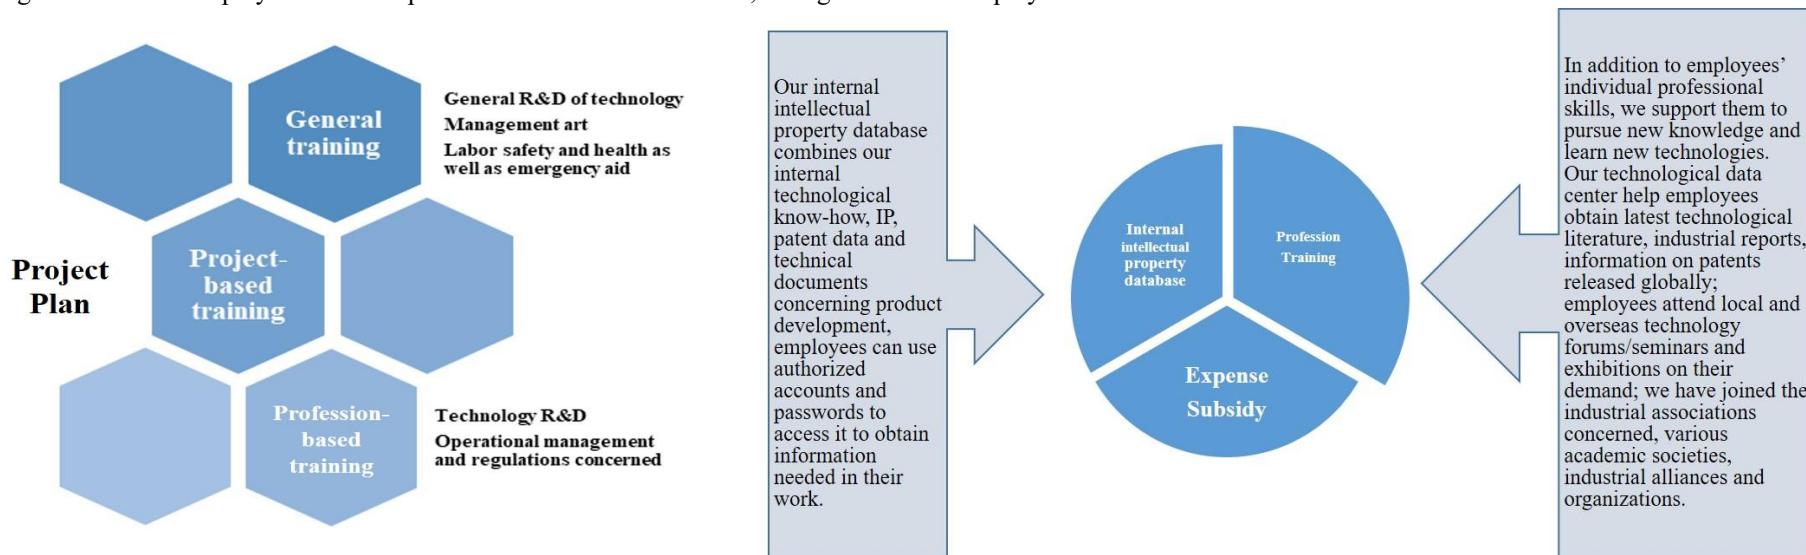 General
training
General R&D of technology
Management art
Labor safety and health as
well as emergency aid
Project
Plan
Project-
based
training
Profession-
based
training
Technology R&D
Operational management
and regulations concerned
Our internal
intellectual
property database
combines our
internal
technological
know-how, IP,
patent data and
technical
documents
concerning product
development,
employees can use
authorized
accounts and
passwords to
access it to obtain
information
needed in their
work.
Internal
intellectual
property
database
Profession
Training
Expense
Subsidy
In addition to employees’
individual professional
skills, we support them to
pursue new knowledge and
learn new technologies.
Our technological data
center help employees
obtain latest technological
literature, industrial reports,
information on patents
released globally;
employees attend local and
overseas technology
forums/seminars and
exhibitions on their
demand; we have joined the
industrial associations
concerned, various
academic societies,
industrial alliances and
organizations.